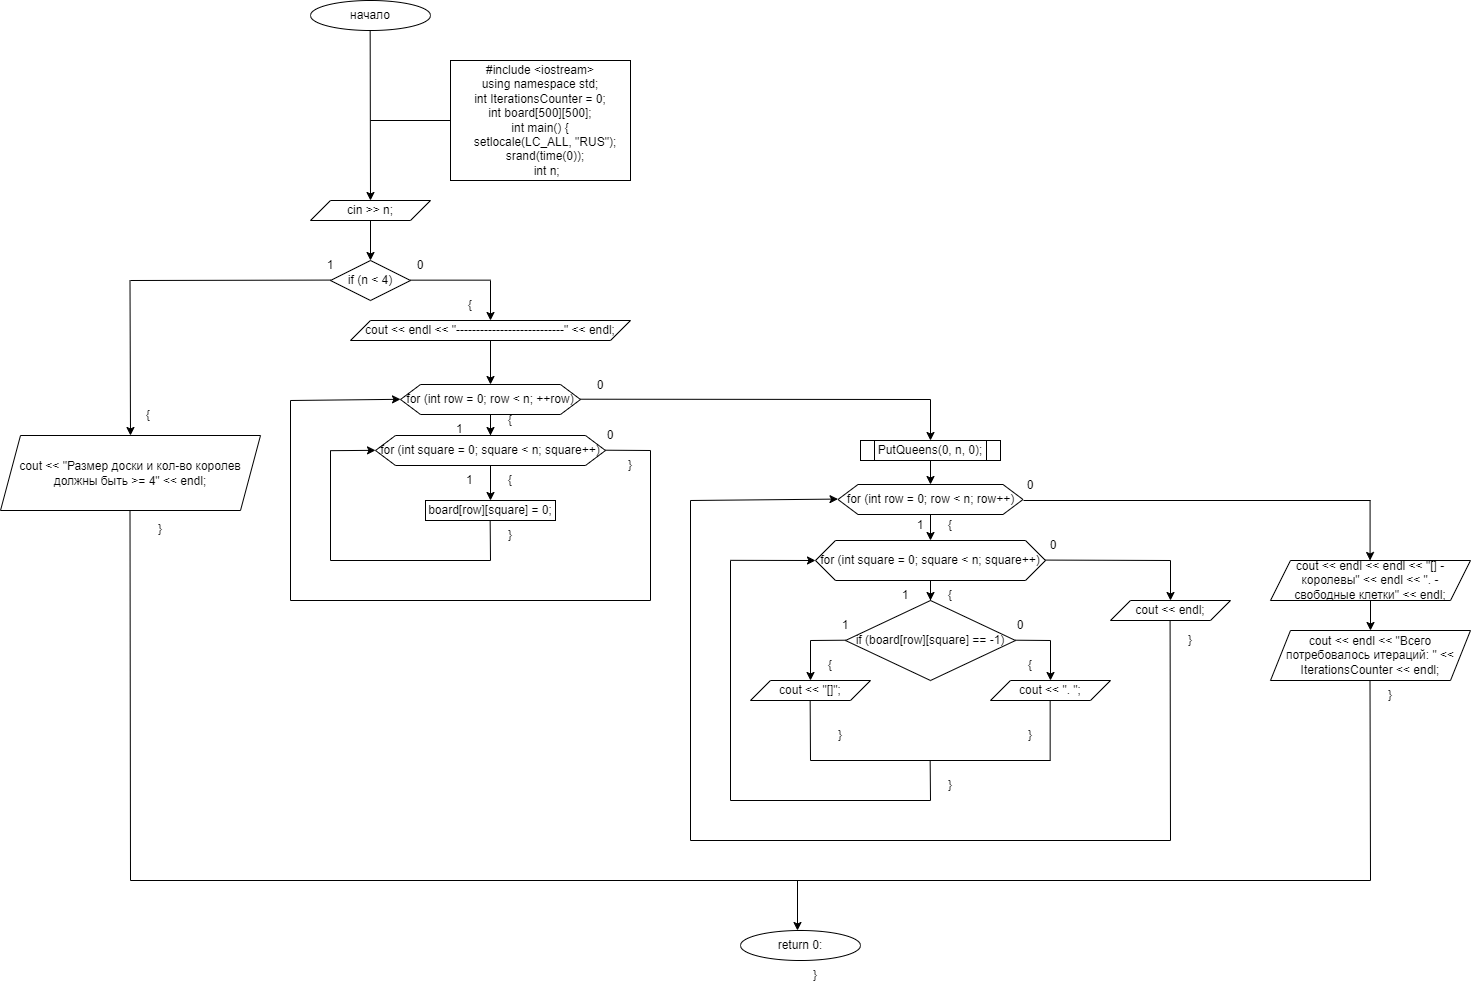 начало
#include <iostream>
using namespace std;
int IterationsCounter = 0;
int board[500][500];
int main() {
setlocale(LC_ALL, "RUS");
srand(time(0));
int n;
cin >> n;
1
0
if (n < 4)
{
cout << endl << "---------------------------" << endl;
for (int row = 0; row < n; ++row)
0
1
{
for (int square = 0; square < n; square++)
0
}
1
{
board[row][square] = 0;
}
{
cout << "Размер доски и кол-во королев
должны быть >= 4" << endl;
}
PutQueens(0, n, 0);
for (int row = 0; row < n; row++)
0
1
{
for (int square = 0; square < n; square++)
0
1
{
cout << endl;
}
1
if (board[row][square] == -1)
0
{
{
cout << "[]";
cout << ". ";
}
}
}
cout << endl << endl << "[] -
королевы" << endl << ". -
свободные клетки" << endl;
cout << endl << "Всего
потребовалось итераций: " <<
IterationsCounter << endl;
}
return 0:
}